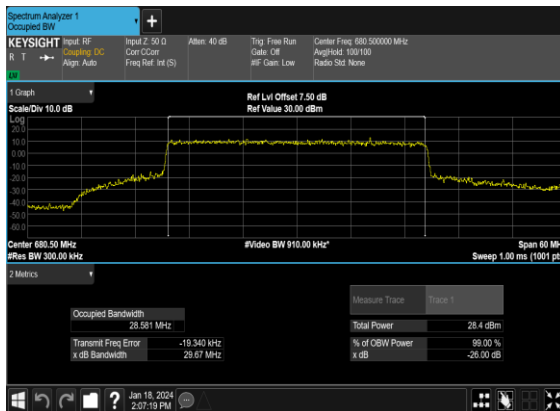 Spectrum Analyzer 1
Occupied BW
KEYSIGHT
R T
Input: RF
Coupling: DC
Align: Auto
Input Z: 50 Ω
Corr CCorr
Freq Ref: Int (S)
Atten: 40 dB
Trig: Free Run
Gate: Off
#IF Gain: Low
Center Freq: 680.500000 MHz
Avg|Hold: 100/100
Radio Std: None
1 Graph
Scale/Div 10.0 dB
Ref Lvl Offset 7.50 dB
Ref Value 30.00 dBm
Log
20.0
10.0
0.00
-10.0
-20.0
-30.0
-40.0
-50.0
-60.0
Center 680.50 MHz
#Res BW 300.00 kHz
#Video BW 910.00 kHz*
Span 60 MH
Sweep 1.00 ms (1001 pt
2 Metrics
Occupied Bandwidth
28.581 MHz
Transmit Freq Error -19.340 kHz
x dB Bandwidth 29.67 MHz
Measure Trace Trace 1
Total Power 28.4 dBm
% of OBW Power 99.00 %
x dB -26.00 dB
Jan 18, 2024
2:07:19 PM